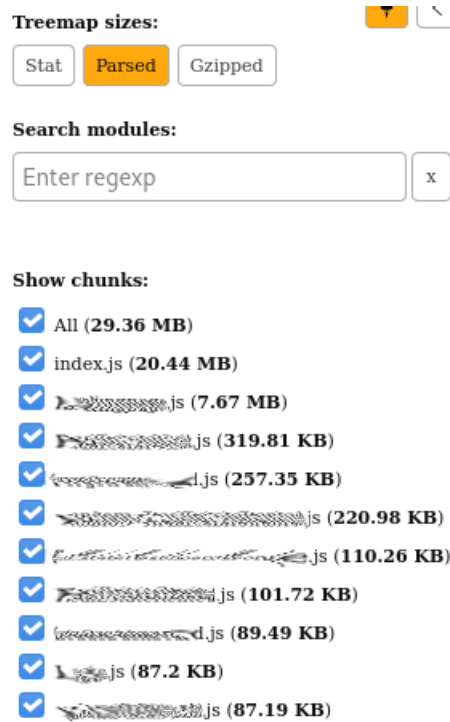 Treemap sizes:
Stat Parsed Gzipped
Search modules:
Enter regexp x
Show chunks:
All (29.36 MB)
index.js (20.44 MB)
.js (7.67 MB)
.js (319.81 KB)
.js (257.35 KB)
js (220.98 KB)
.js (110.26 KB)
.js (101.72 KB)
d.js (89.49 KB)
.js (87.2 KB)
.js (87.19 KB)